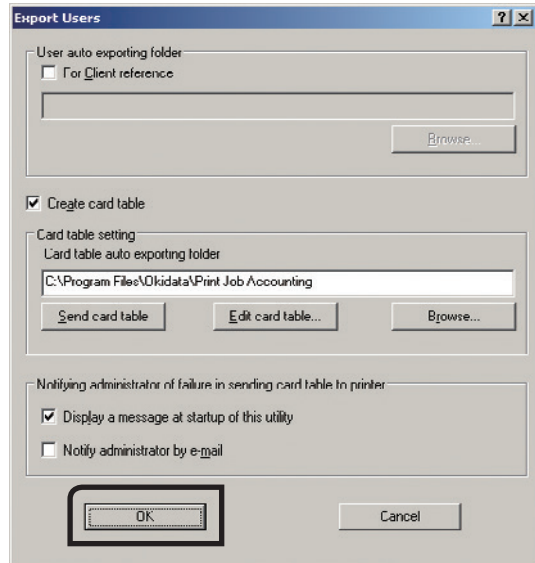 Export Users
User auto exporting folder
For Client reference
Browse...
Create card table
Card table setting
Card table auto exporting folder
C:\Program Files\Okidata\Print Job Accounting
Send card table Edit card table... Browse...
Notifying administrator of failure in sending card table to printer
Display a message at startup of this utility
Notify administrator by e-mail
OK Cancel